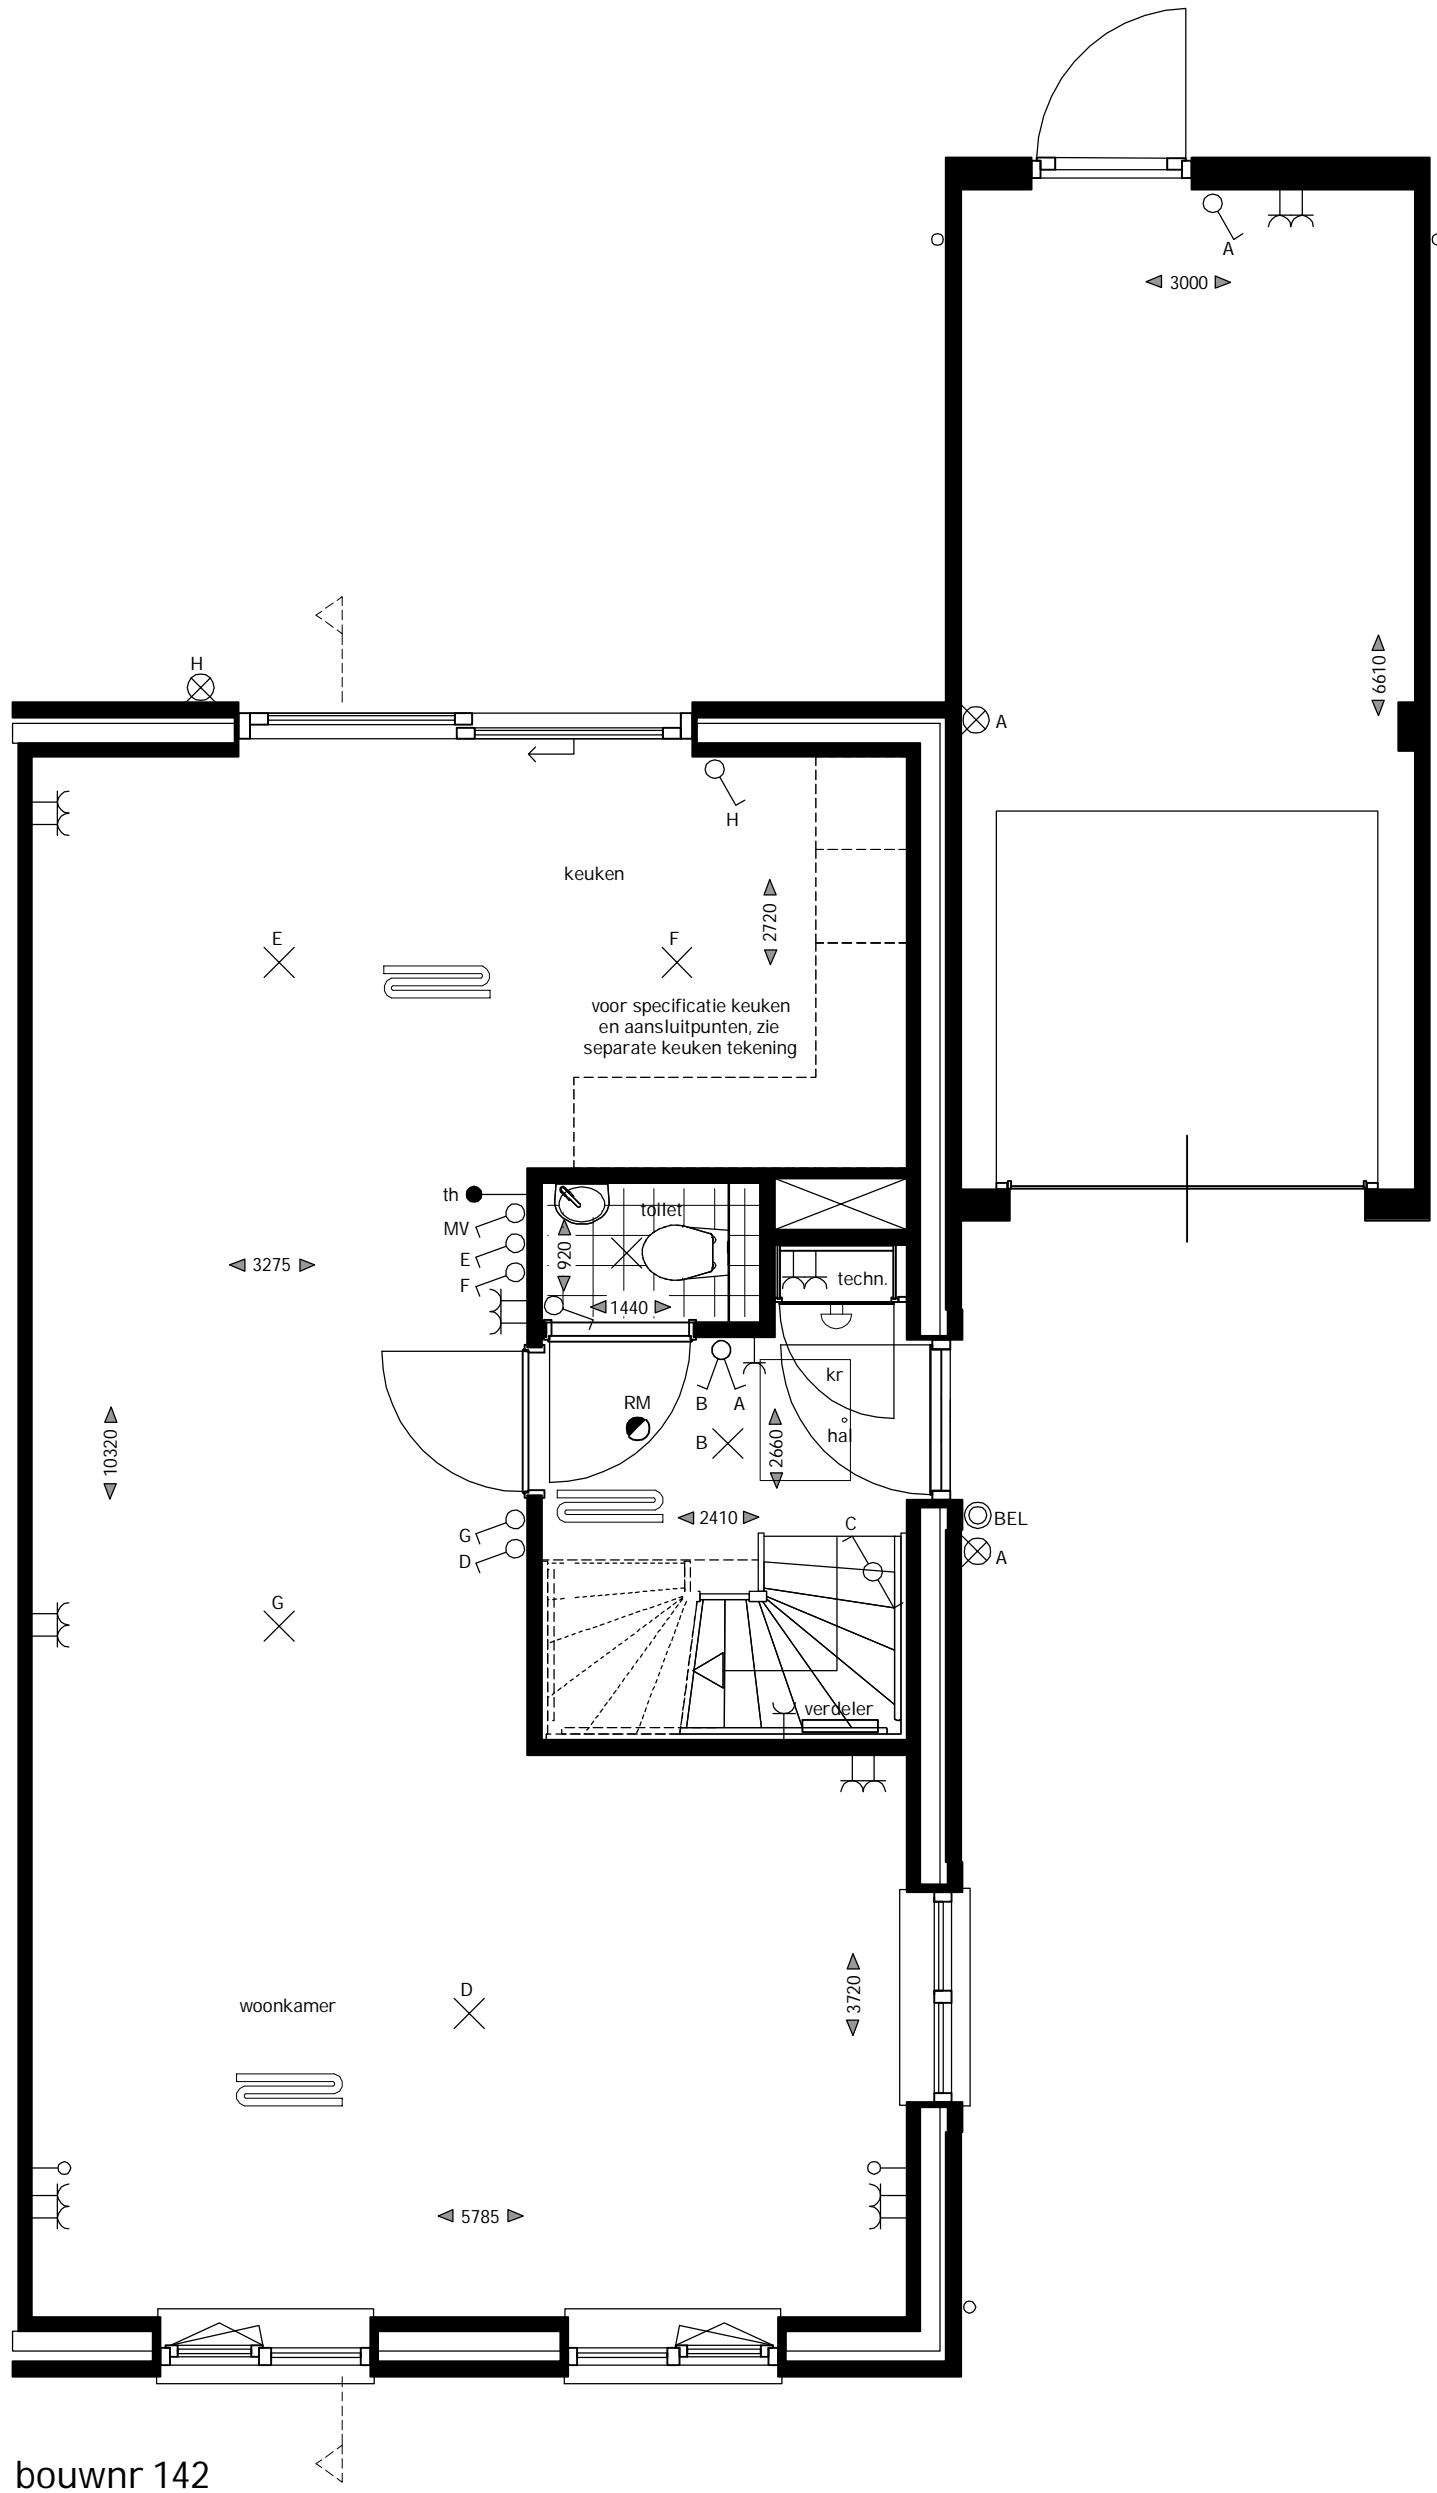 A
3000
6610
H
A
H
keuken
2720
E
F
voor specificatie keuken
en aansluitpunten, zie
separate keuken tekening
th
MV
E
F
toilet
920
1440
techn.
3275
kr
RM
B
A
B
hal
2660
10320
2410
C
BEL
A
G
D
G
verdeler
D
woonkamer
3720
5785
bouwnr 142